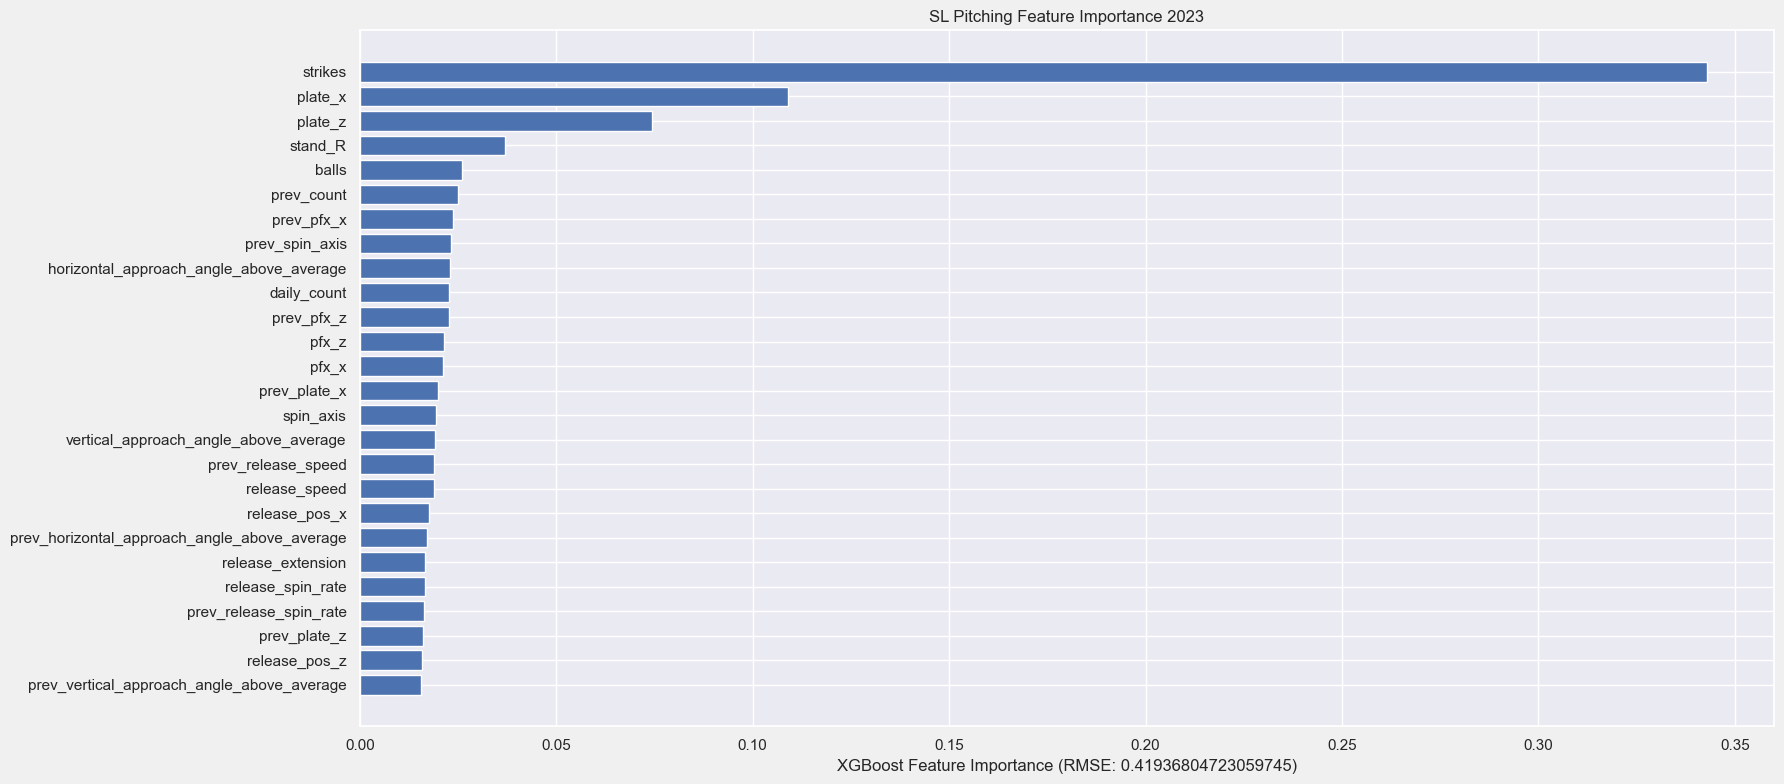 SL Pitching Feature Importance 2023
strikes
plate_x
plate_z
stand_R
balls
prev_count
prev_pfx_x
prev_spin_axis
horizontal_approach_angle_above_average
daily_count
prev_pfx_z
pfx_z
pfx_x
prev_plate_x
spin_axis
vertical_approach_angle_above_average
prev_release_speed
release_speed
release_pos_x
prev_horizontal_approach_angle_above_average
release_extension
release_spin_rate
prev_release_spin_rate
prev_plate_z
release_pos_z
prev_vertical_approach_angle_above_average
0.00 0.05 0.10 0.15 0.20 0.25 0.30 0.35
XGBoost Feature Importance (RMSE: 0.41936804723059745)